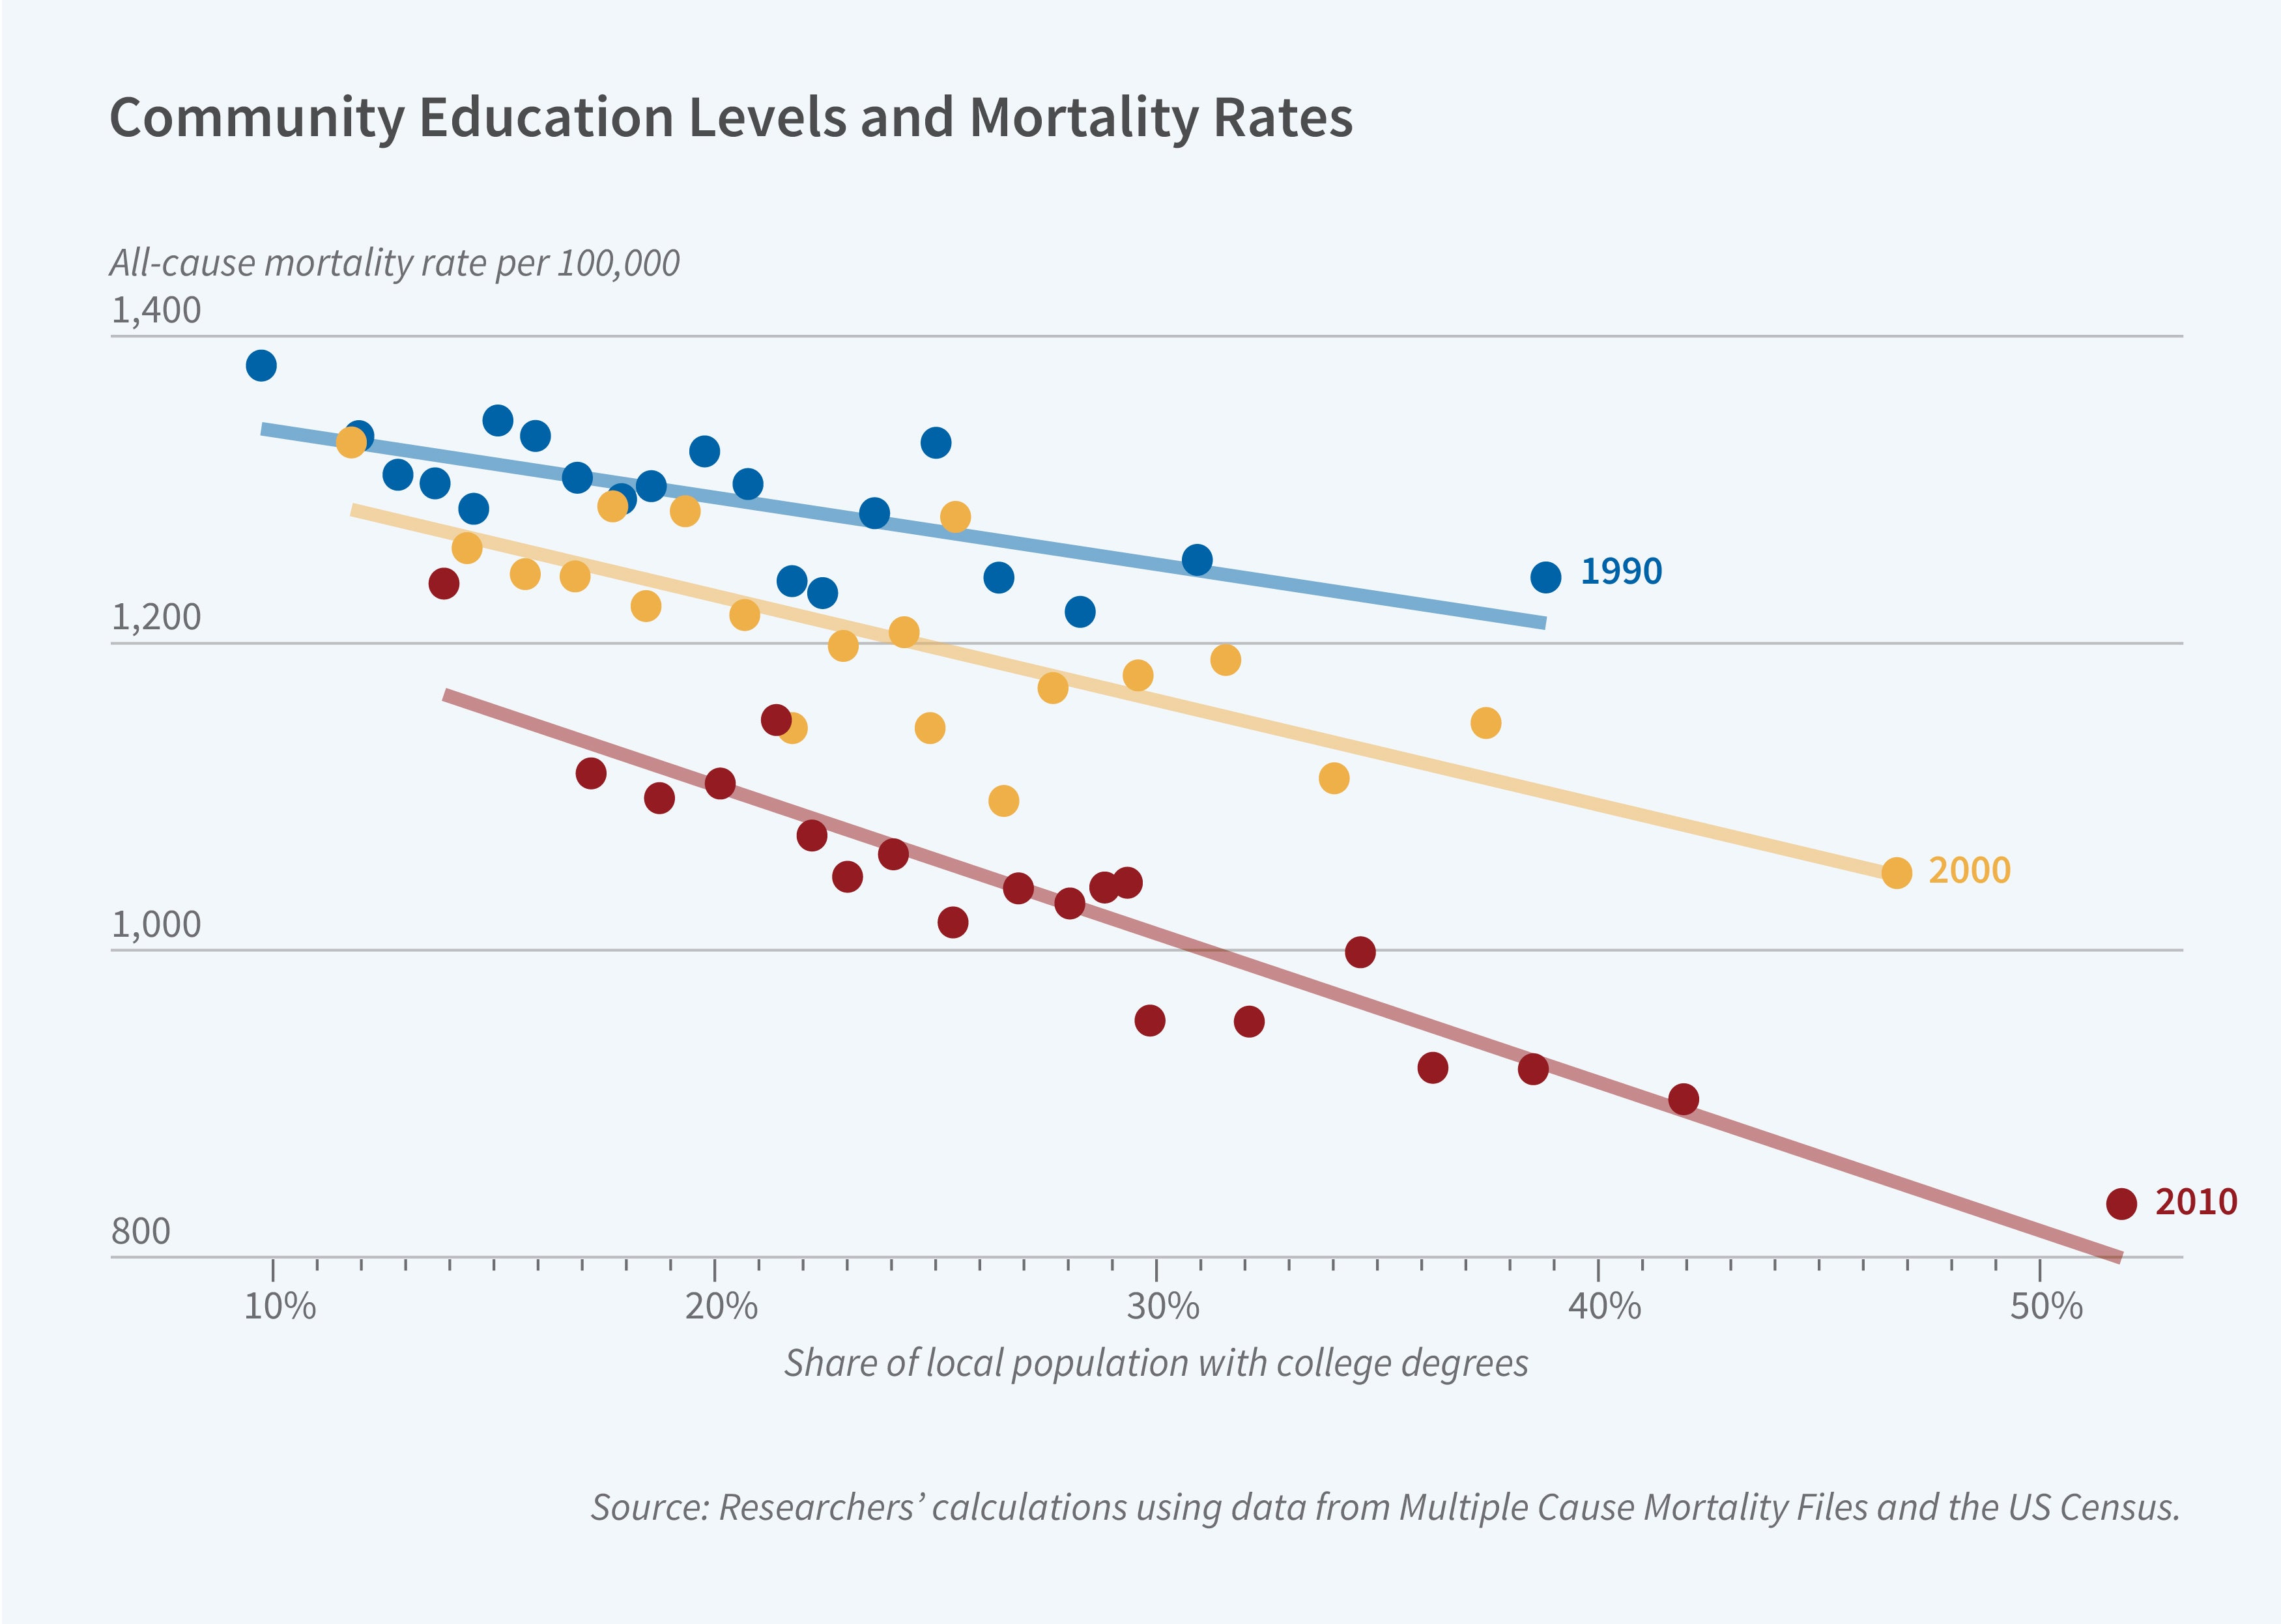 Community Education Levels and Mortality Rates
All-cause mortality rate per 100,000
1,400
1,200
1,000
800
1990
2000
2010
10% 20% 30% 40% 50%
Share of local population with college degrees
Source: Researchers’ calculations using data from Multiple Cause Mortality Files and the US Census.